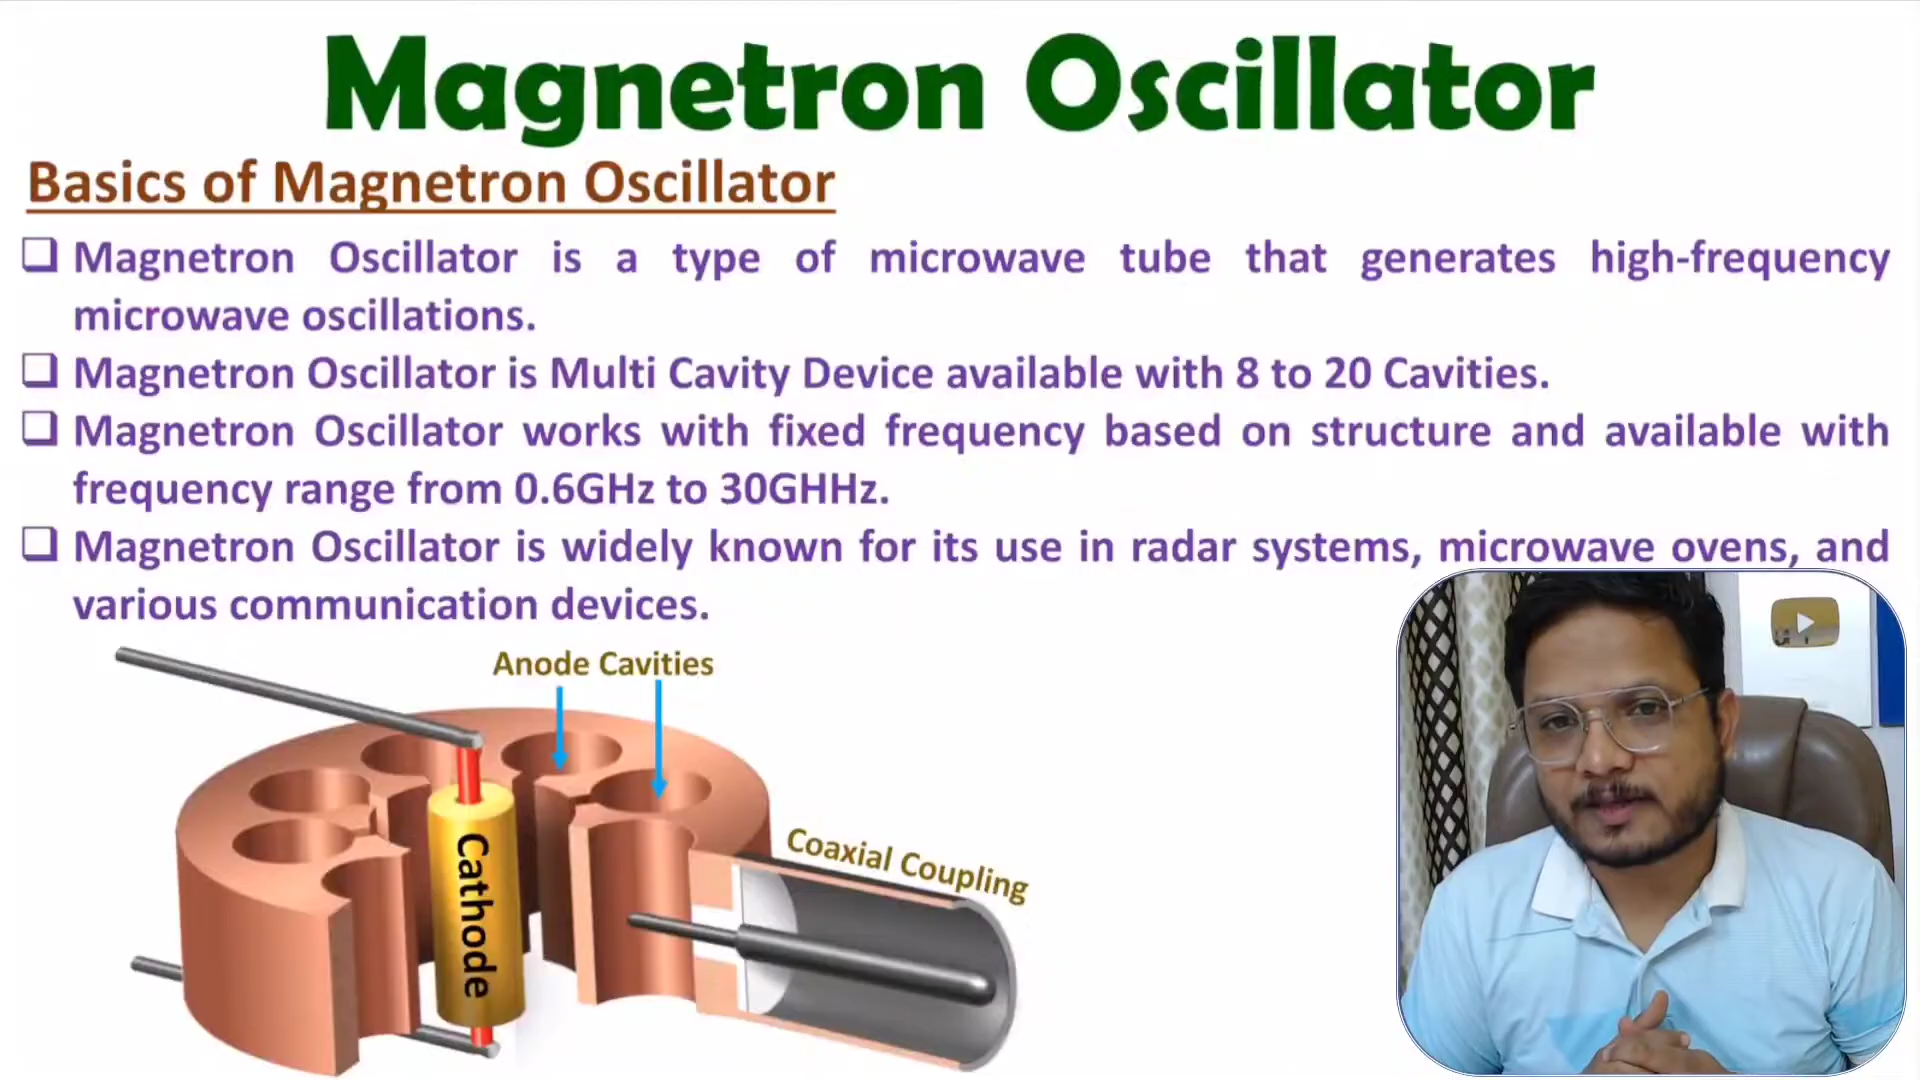 Magnetron Oscillator
Basics of Magnetron Oscillator
Magnetron Oscillator is a type of microwave tube that generates high-frequency
microwave oscillations.
Magnetron Oscillator is Multi Cavity Device available with 8 to 20 Cavities.
Magnetron Oscillator works with fixed frequency based on structure and available with
frequency range from 0.6GHz to 30GHHz.
Magnetron Oscillator is widely known for its use in radar systems, microwave ovens, and
various communication devices.
Anode Cavities
Coaxial Coupling
Cathode